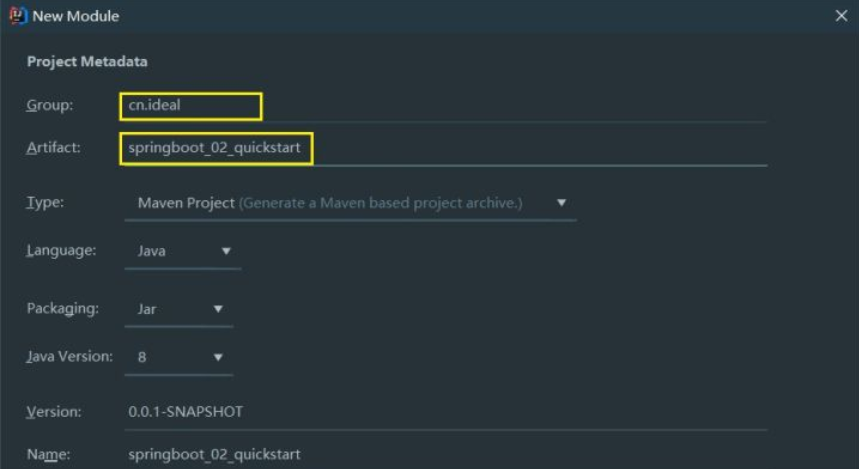 New Module
Project Metadata
Group: cn.ideal
Artifact: springboot_02_quickstart
Type: Maven Project (Generate a Maven based project archive.)
Language: Java
Packaging: Jar
Java Version: 8
Version: 0.0.1-SNAPSHOT
Name: springboot_02_quickstart